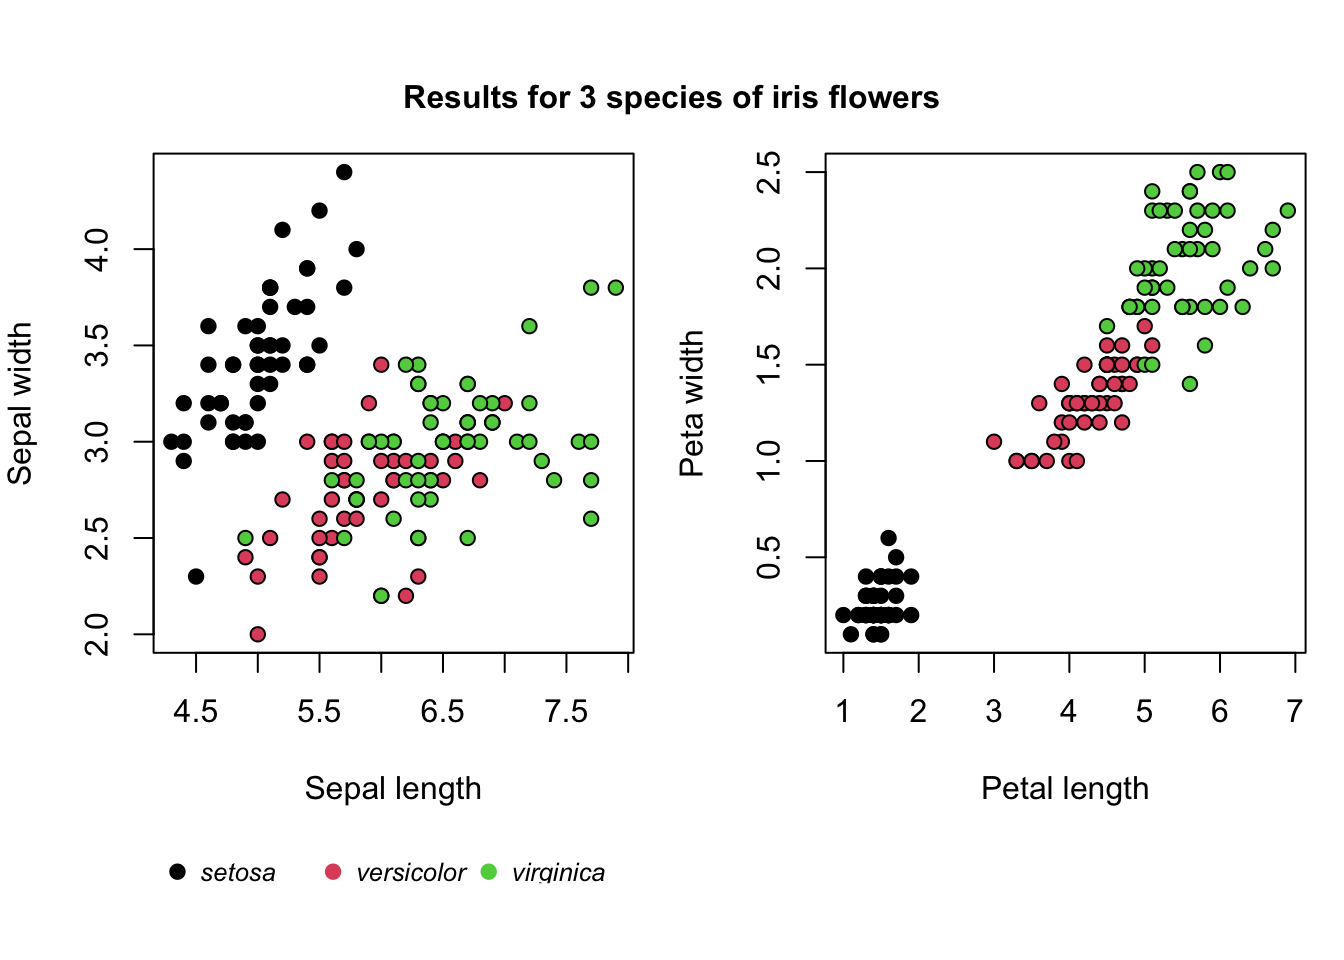 Results for 3 species of iris flowers
Sepal width
2.0 2.5 3.0 3.5 4.0
4.5 5.5 6.5 7.5
Sepal length
Peta width
0.5 1.0 1.5 2.0 2.5
1 2 3 4 5 6 7
Petal length
setosa versicolor virginica